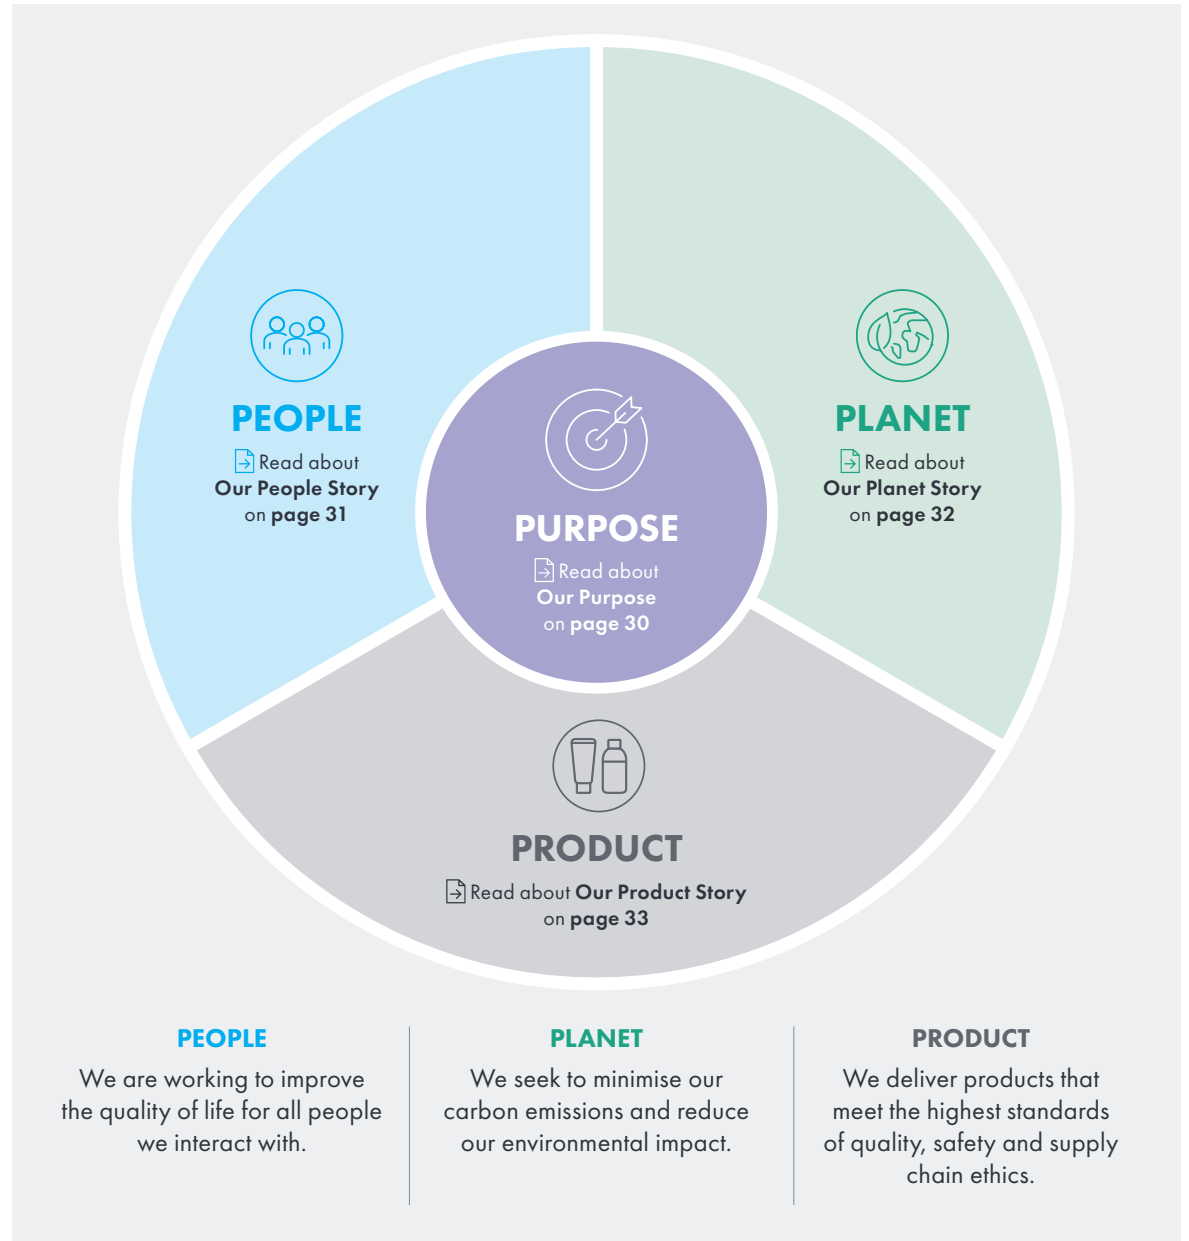 PEOPLE
Read about
Our People Story
on page 31
PLANET
Read about
Our Planet Story
on page 32
PURPOSE
Read about
Our Purpose
on page 30
PRODUCT
Read about Our Product Story
on page 33
PEOPLE
We are working to improve
the quality of life for all people
we interact with.
PLANET
We seek to minimise our
carbon emissions and reduce
our environmental impact.
PRODUCT
We deliver products that
meet the highest standards
of quality, safety and supply
chain ethics.